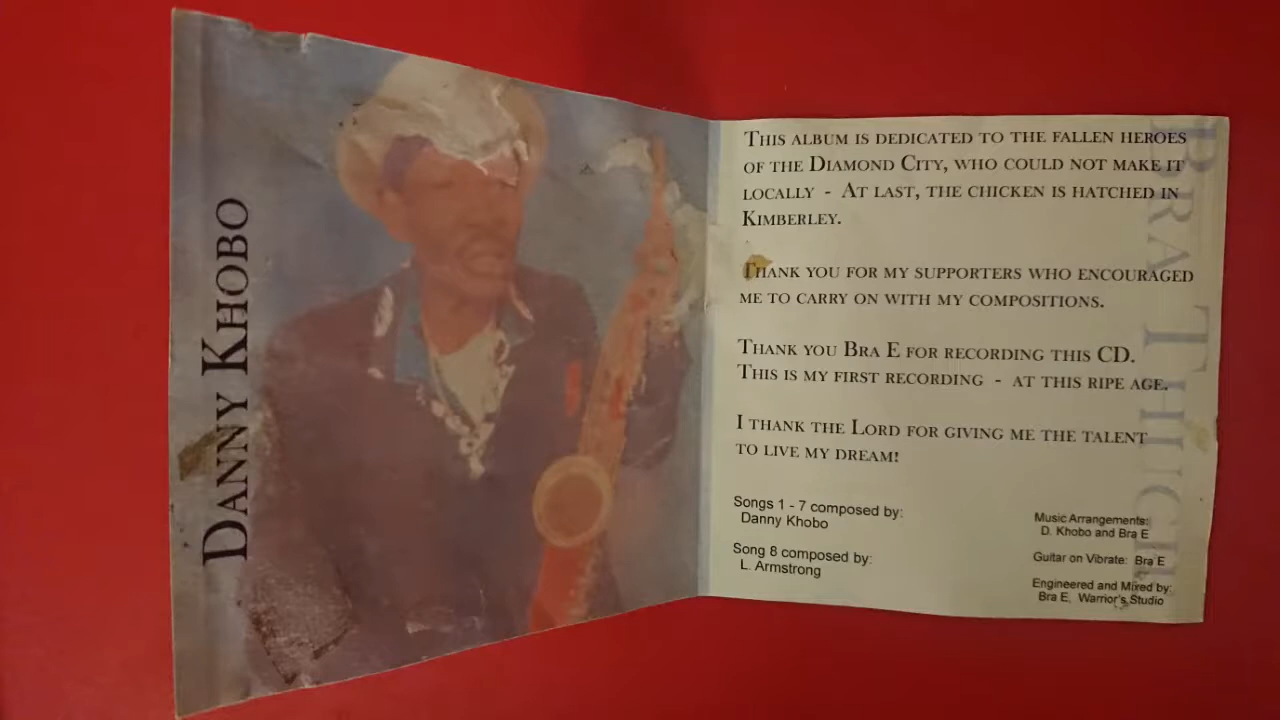 DANNY KHOBO
THIS ALBUM IS DEDICATED TO THE FALLEN HEROES
OF THE DIAMOND CITY, WHO COULD NOT MAKE IT
LOCALLY - AT LAST, THE CHICKEN IS HATCHED IN
KIMBERLEY.
THANK YOU FOR MY SUPPORTERS WHO ENCOURAGED
ME TO CARRY ON WITH MY COMPOSITIONS.
THANK YOU BRA E FOR RECORDING THIS CD.
THIS IS MY FIRST RECORDING - AT THIS RIPE AGE.
I THANK THE LORD FOR GIVING ME THE TALENT
TO LIVE MY DREAM!
Songs 1 - 7 composed by:
Danny Khobo
Song 8 composed by:
L. Armstrong
Music Arrangements:
D. Khobo and Bra E
Guitar on Vibrate: Bra E
Engineered and Mixed by:
Bra E, Warrior's Studio
BRA